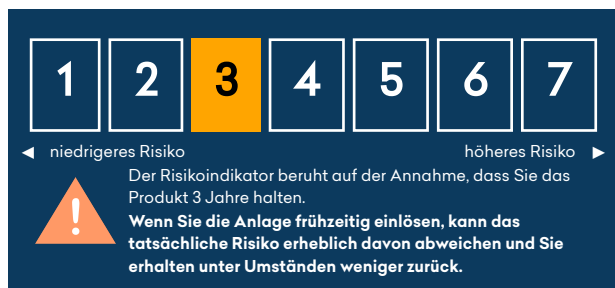 1 2 3 4 5 6 7
◄ niedrigeres Risiko höheres Risiko ►
Der Risikoindikator beruht auf der Annahme, dass Sie das
Produkt 3 Jahre halten.
!
Wenn Sie die Anlage frühzeitig einlösen, kann das
tatsächliche Risiko erheblich davon abweichen und Sie
erhalten unter Umständen weniger zurück.